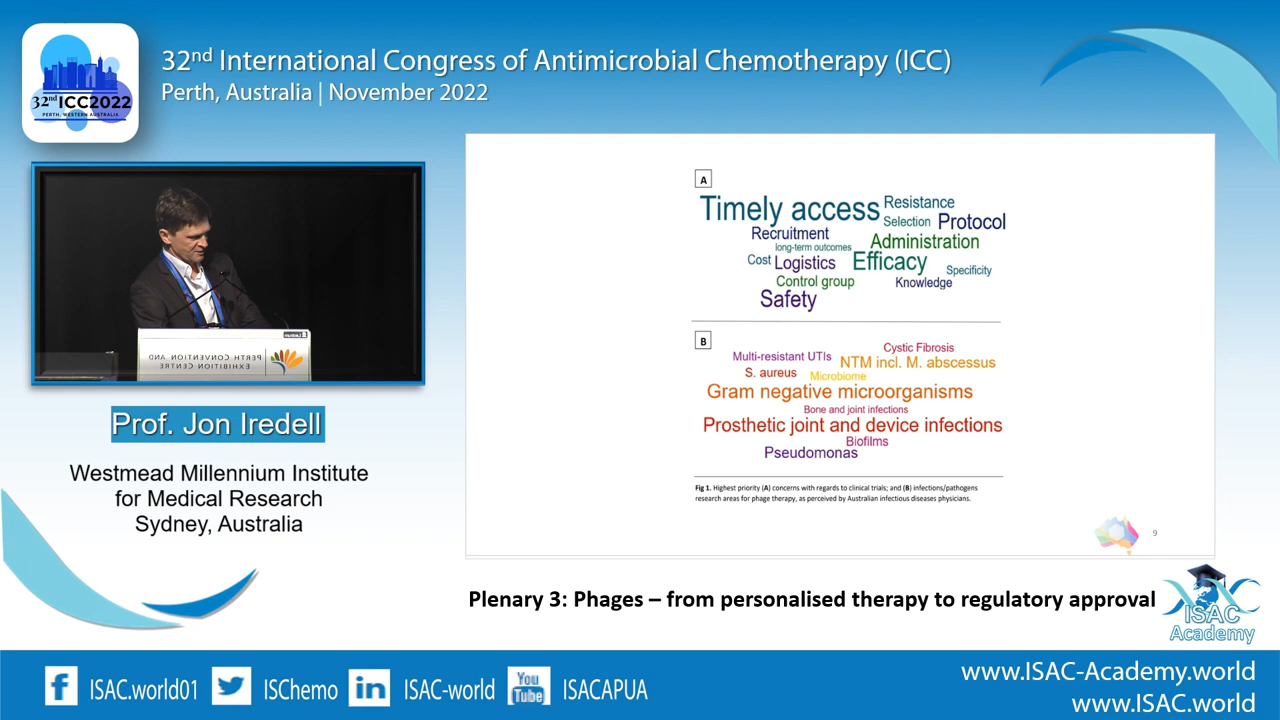 32nd International Congress of Antimicrobial Chemotherapy (ICC)
Perth, Australia | November 2022
32nd ICC2022
PERTH, WESTERN AUSTRALIA
PERTH CONVENTION AND
EXHIBITION CENTRE
Prof. Jon Iredell
Westmead Millennium Institute
for Medical Research
Sydney, Australia
A
Timely access Resistance
Selection Protocol
Recruitment
long-term outcomes Administration
Cost Logistics Efficacy Specificity
Control group Knowledge
Safety
B
Cystic Fibrosis
Multi-resistant UTIs NTM incl. M. abscessus
S. aureus Microbiome
Gram negative microorganisms
Bone and joint infections
Prosthetic joint and device infections
Biofilms
Pseudomonas
Fig 1. Highest priority (A) concerns with regards to clinical trials; and (B) infections/pathogens
research areas for phage therapy, as perceived by Australian infectious diseases physicians.
9
Plenary 3: Phages – from personalised therapy to regulatory approval
ISAC
Academy
f ISAC.world01 ISChemo in ISAC-world You Tube ISACAPUA
www.ISAC-Academy.world
www.ISAC.world